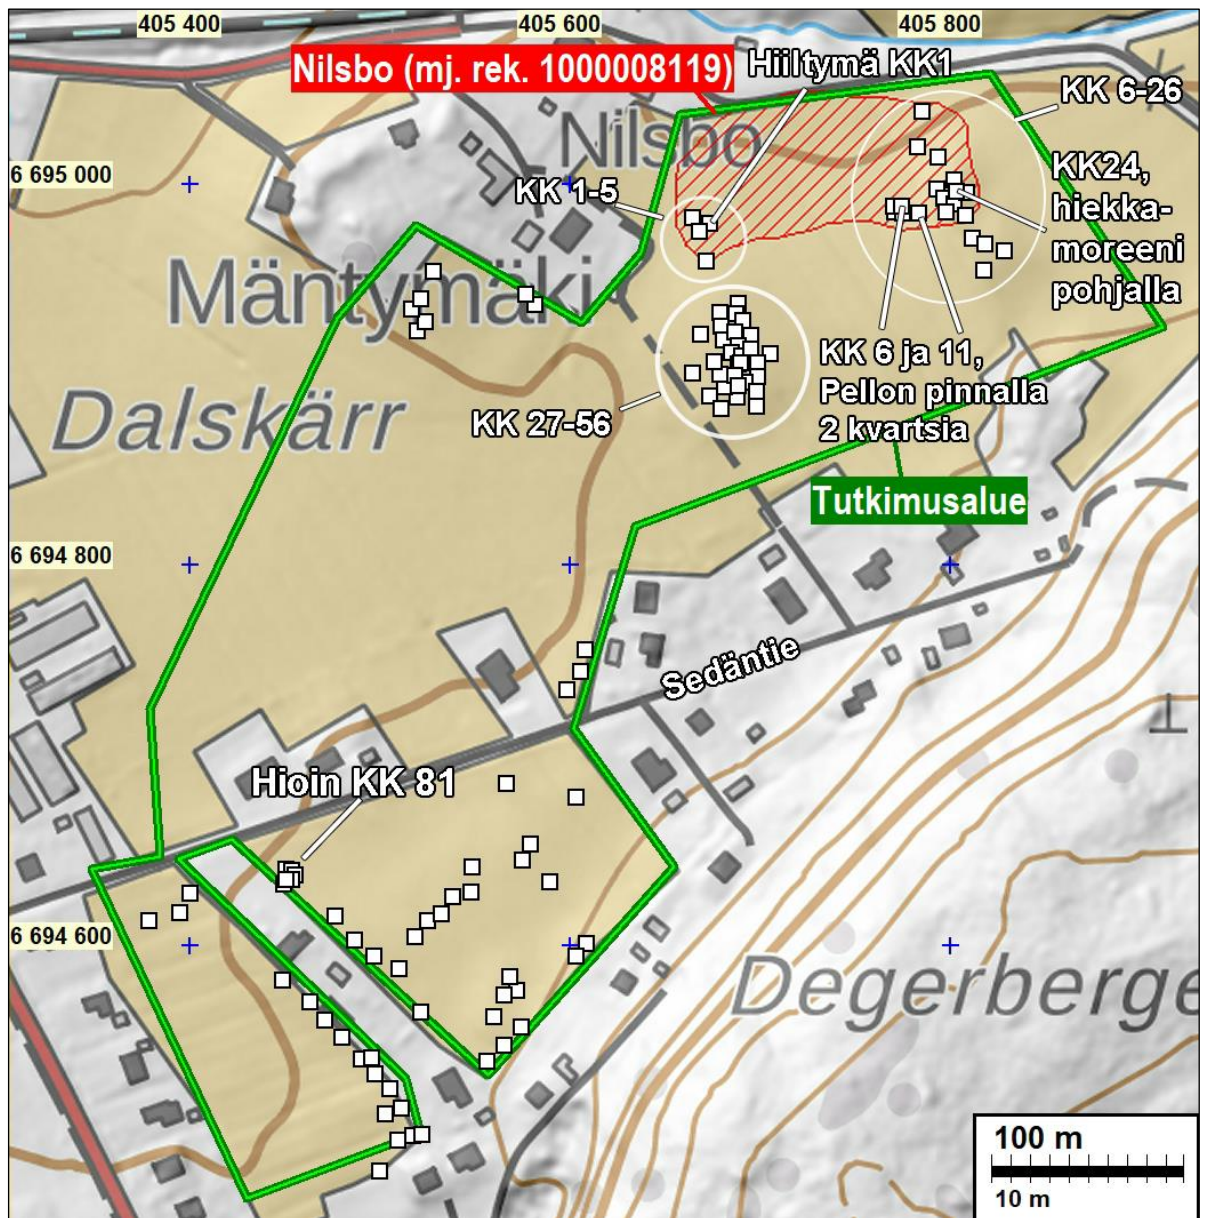 405 400
405 600
405 800
Nilsbo (mj. rek. 1000008119)
Hiiltymä KK1
KK 6-26
Nilsbo
6 695 000
KK 1-5
KK24,
hiekka-
moreeni
pohjalla
Mäntymäki
KK 6 ja 11,
Pellon pinnalla
2 kvartsia
Dalskärr
KK 27-56
Tutkimusalue
6 694 800
Sedäntie
Hioin KK 81
6 694 600
Degerberge
100 m
10 m